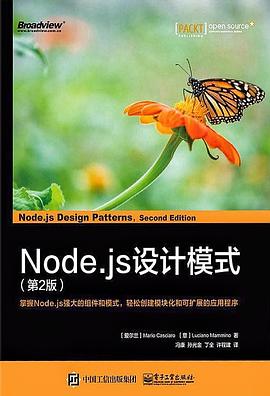 Broadview®
www.broadview.com.cn
[PACKT]
PUBLISHING
open source*
Node.js Design Patterns, Second Edition
Node.js设计模式
(第2版)
掌握Node.js强大的组件和模式,轻松创建模块化和可扩展的应用程序
[爱尔兰] Mario Casciaro [意] Luciano Mammino 著
冯康 孙光金 丁全 许程健 译
中国工信出版集团
电子工业出版社